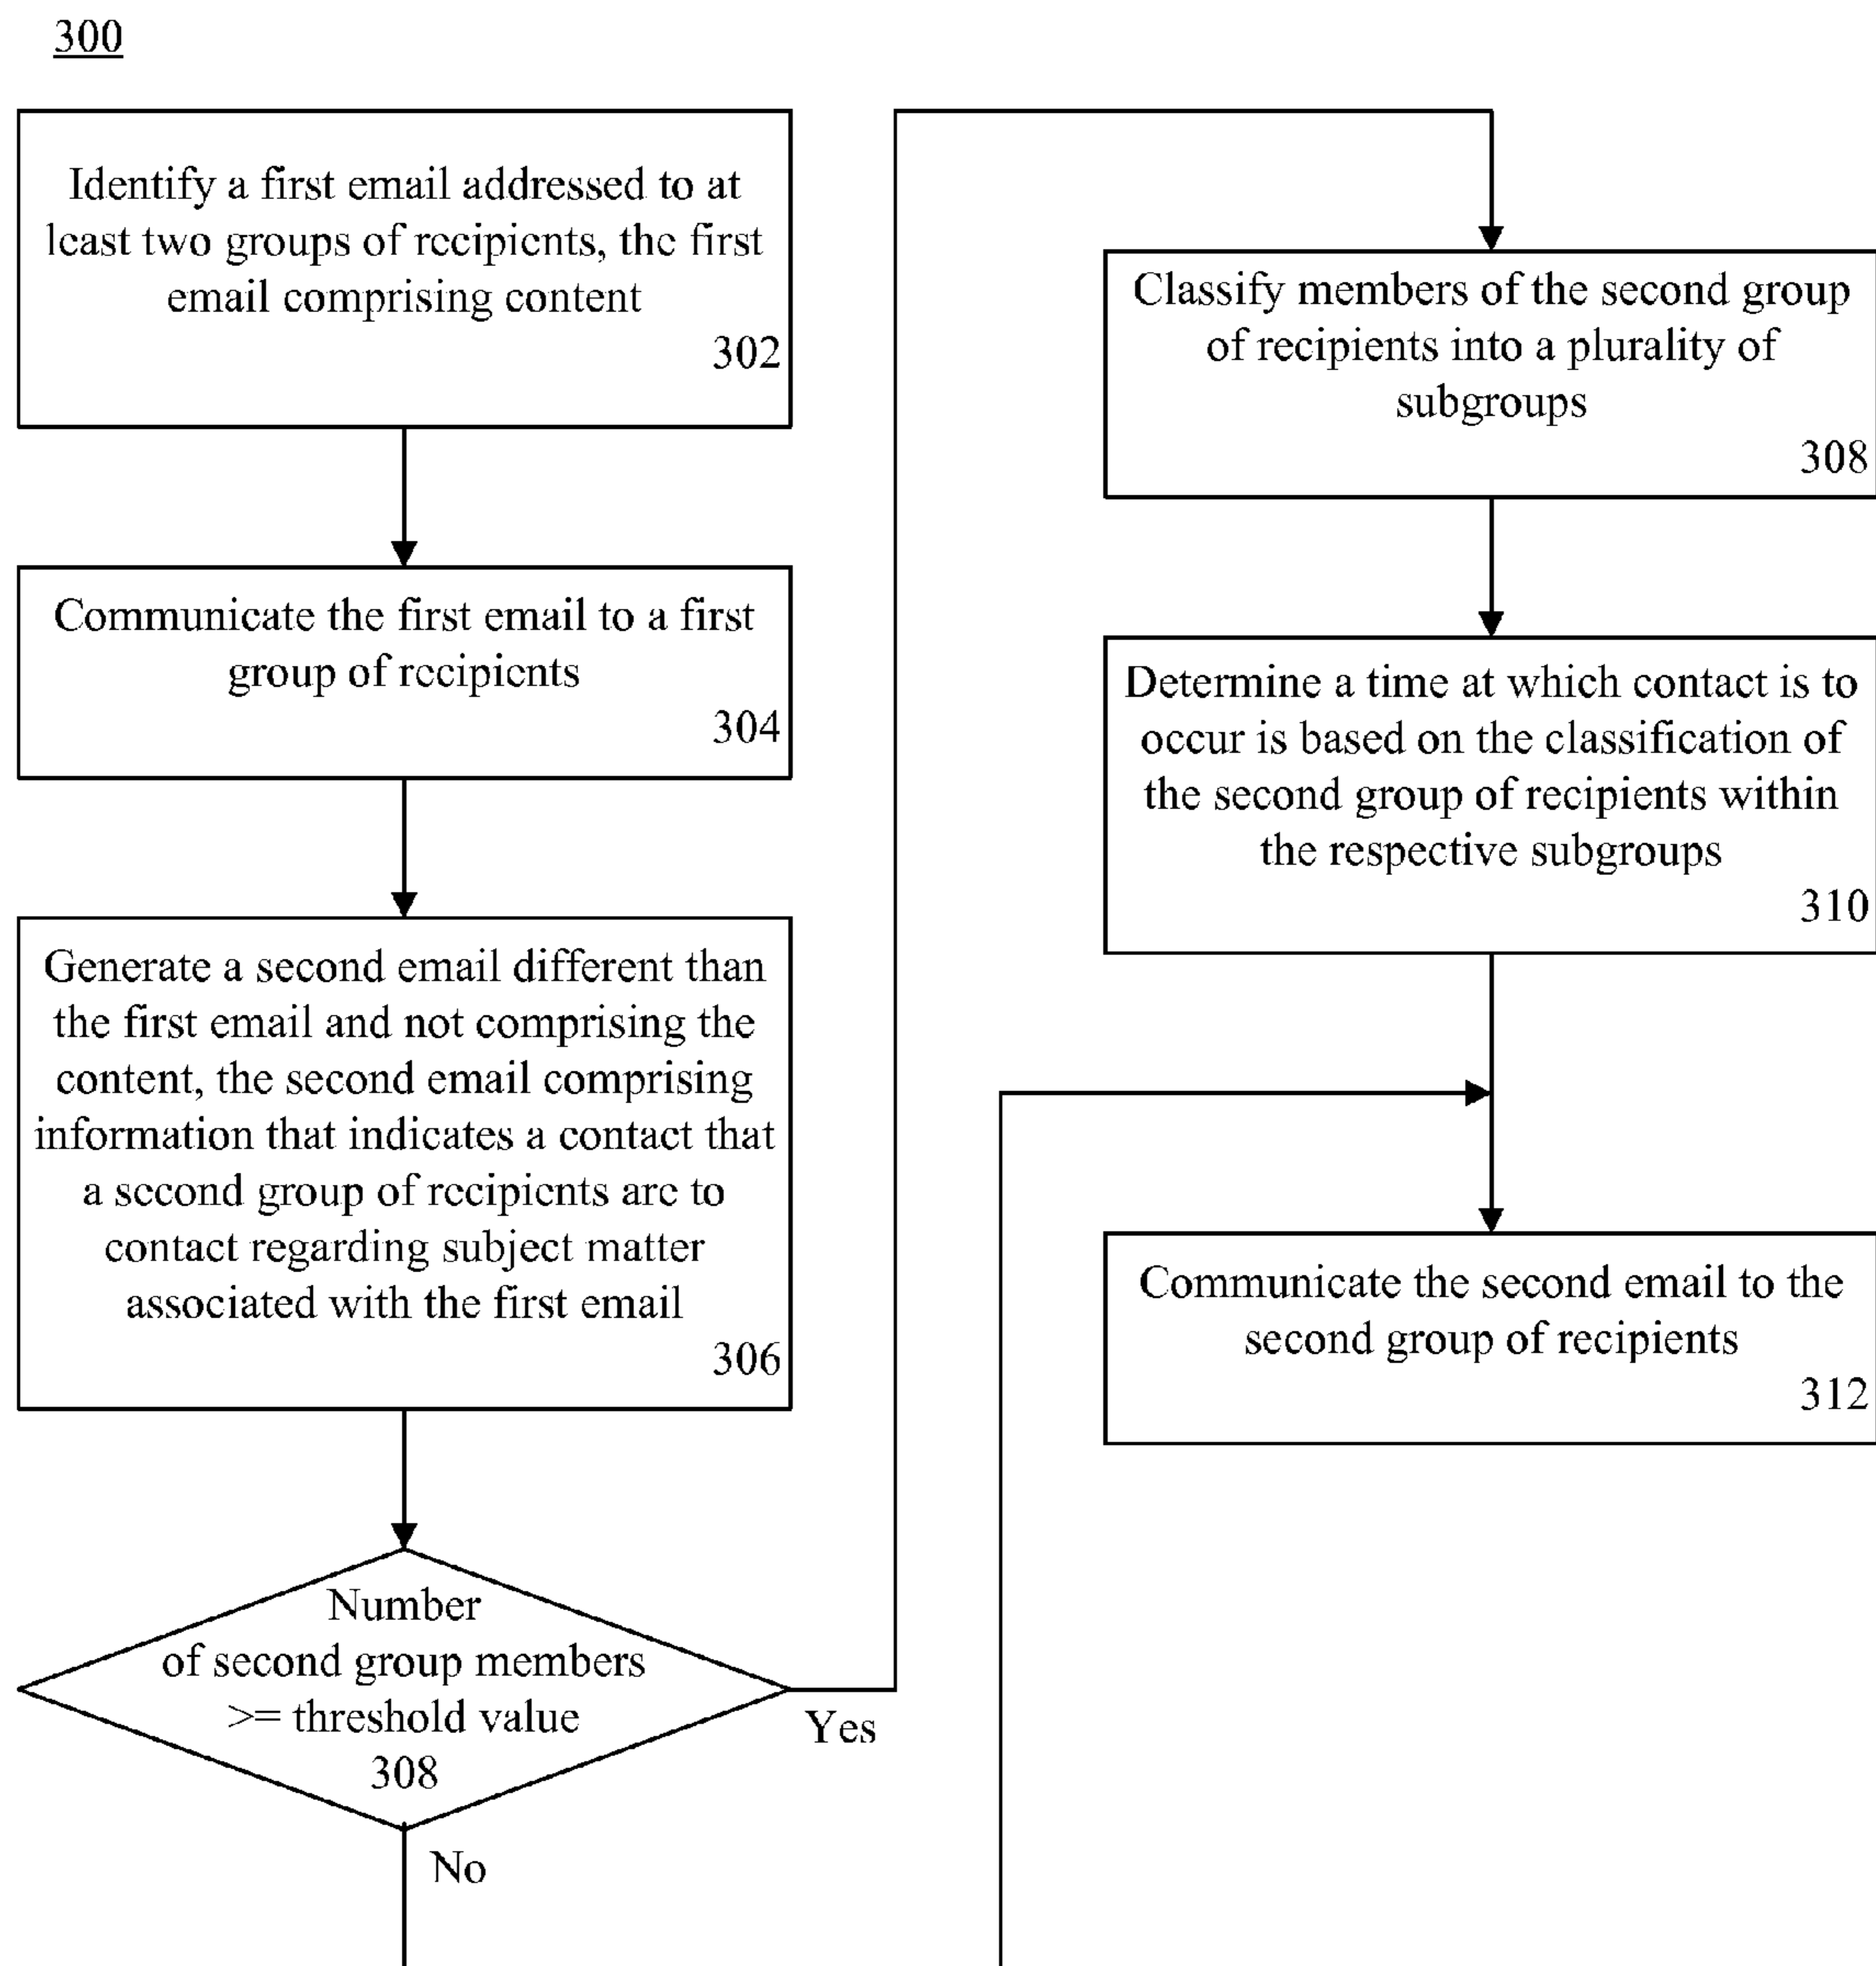 300
Identify a first email addressed to at
least two groups of recipients, the first
email comprising content
302
Communicate the first email to a first
group of recipients
304
Generate a second email different than
the first email and not comprising the
content, the second email comprising
information that indicates a contact that
a second group of recipients are to
contact regarding subject matter
associated with the first email
306
Number
of second group members
>= threshold value
308
Yes
No
Classify members of the second group
of recipients into a plurality of
subgroups
308
Determine a time at which contact is to
occur is based on the classification of
the second group of recipients within
the respective subgroups
310
Communicate the second email to the
second group of recipients
312